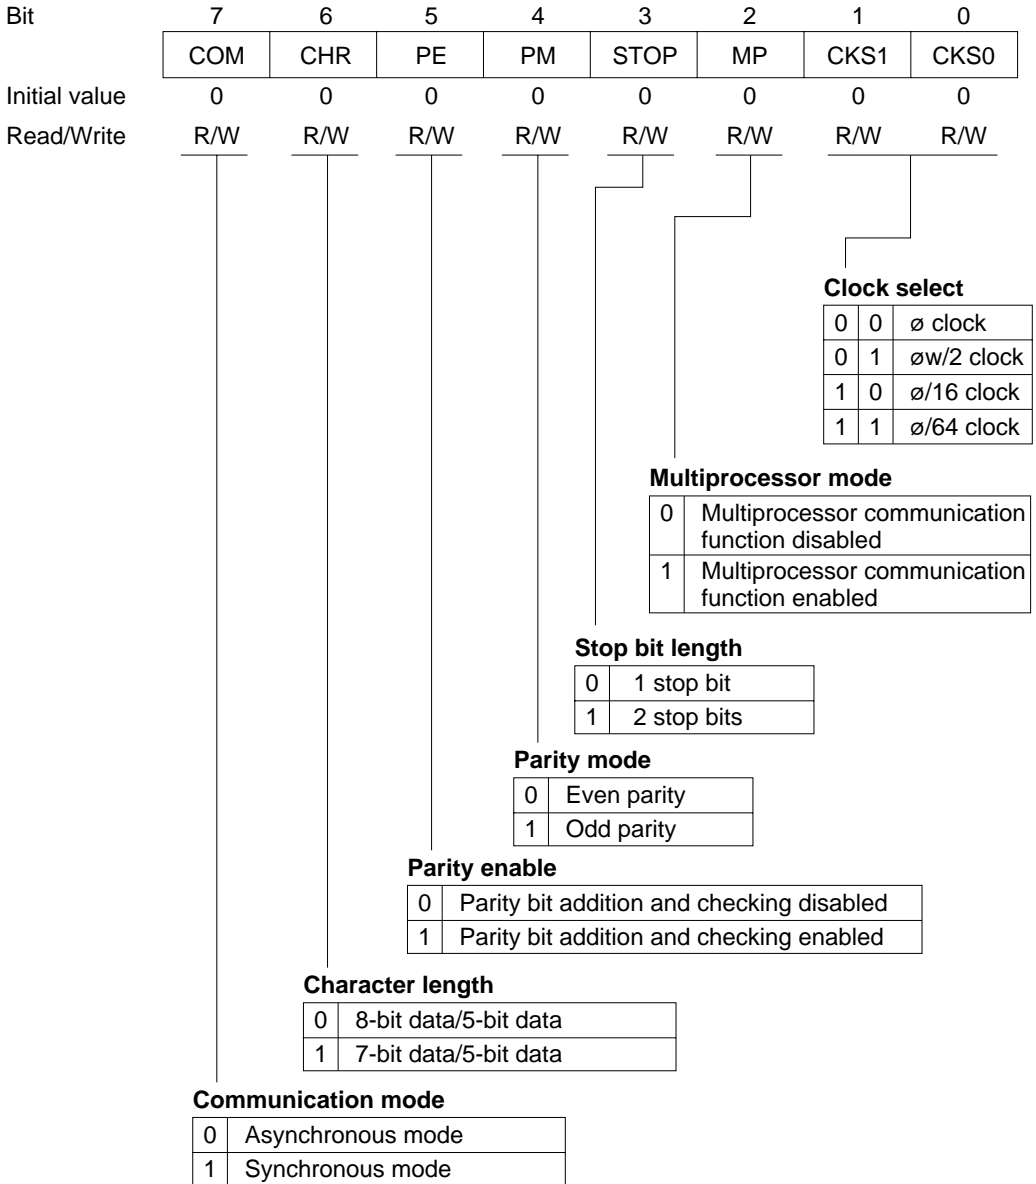 Bit 7 6 5 4 3 2 1 0
COM CHR PE PM STOP MP CKS1 CKS0
Initial value 0 0 0 0 0 0 0 0
Read/Write R/W R/W R/W R/W R/W R/W R/W R/W
Clock select
0 0 ø clock
0 1 øw/2 clock
1 0 ø/16 clock
1 1 ø/64 clock
Multiprocessor mode
0 Multiprocessor communication
function disabled
1 Multiprocessor communication
function enabled
Stop bit length
0 1 stop bit
1 2 stop bits
Parity mode
0 Even parity
1 Odd parity
Parity enable
0 Parity bit addition and checking disabled
1 Parity bit addition and checking enabled
Character length
0 8-bit data/5-bit data
1 7-bit data/5-bit data
Communication mode
0 Asynchronous mode
1 Synchronous mode